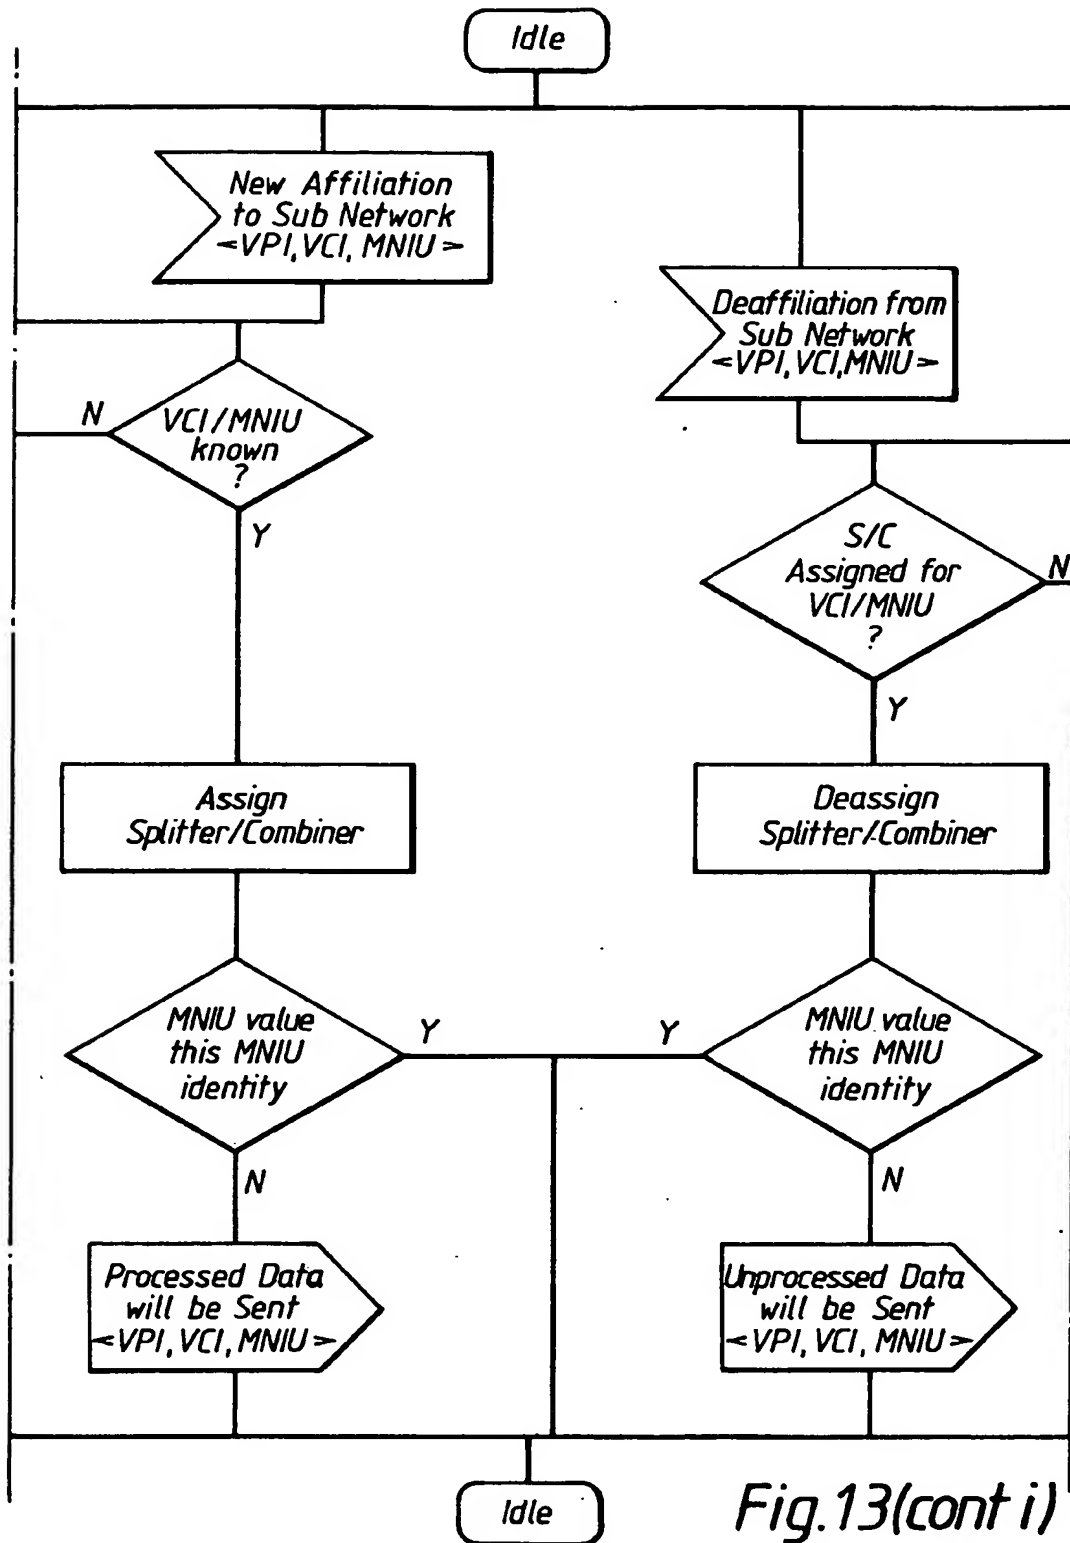 Idle
New Affiliation
to Sub Network
<VPI, VCI, MNIU>
Deaffiliation from
Sub Network
<VPI, VCI, MNIU>
N
VCI/MNIU
known
?
Y
S/C
Assigned for
VCI/MNIU
?
N
Y
Assign
Splitter/Combiner
Deassign
Splitter/Combiner
MNIU value
this MNIU
identity
Y
Y
MNIU value
this MNIU
identity
N
N
Processed Data
will be Sent
<VPI, VCI, MNIU>
Unprocessed Data
will be Sent
<VPI, VCI, MNIU>
Idle
Fig.13(cont i)